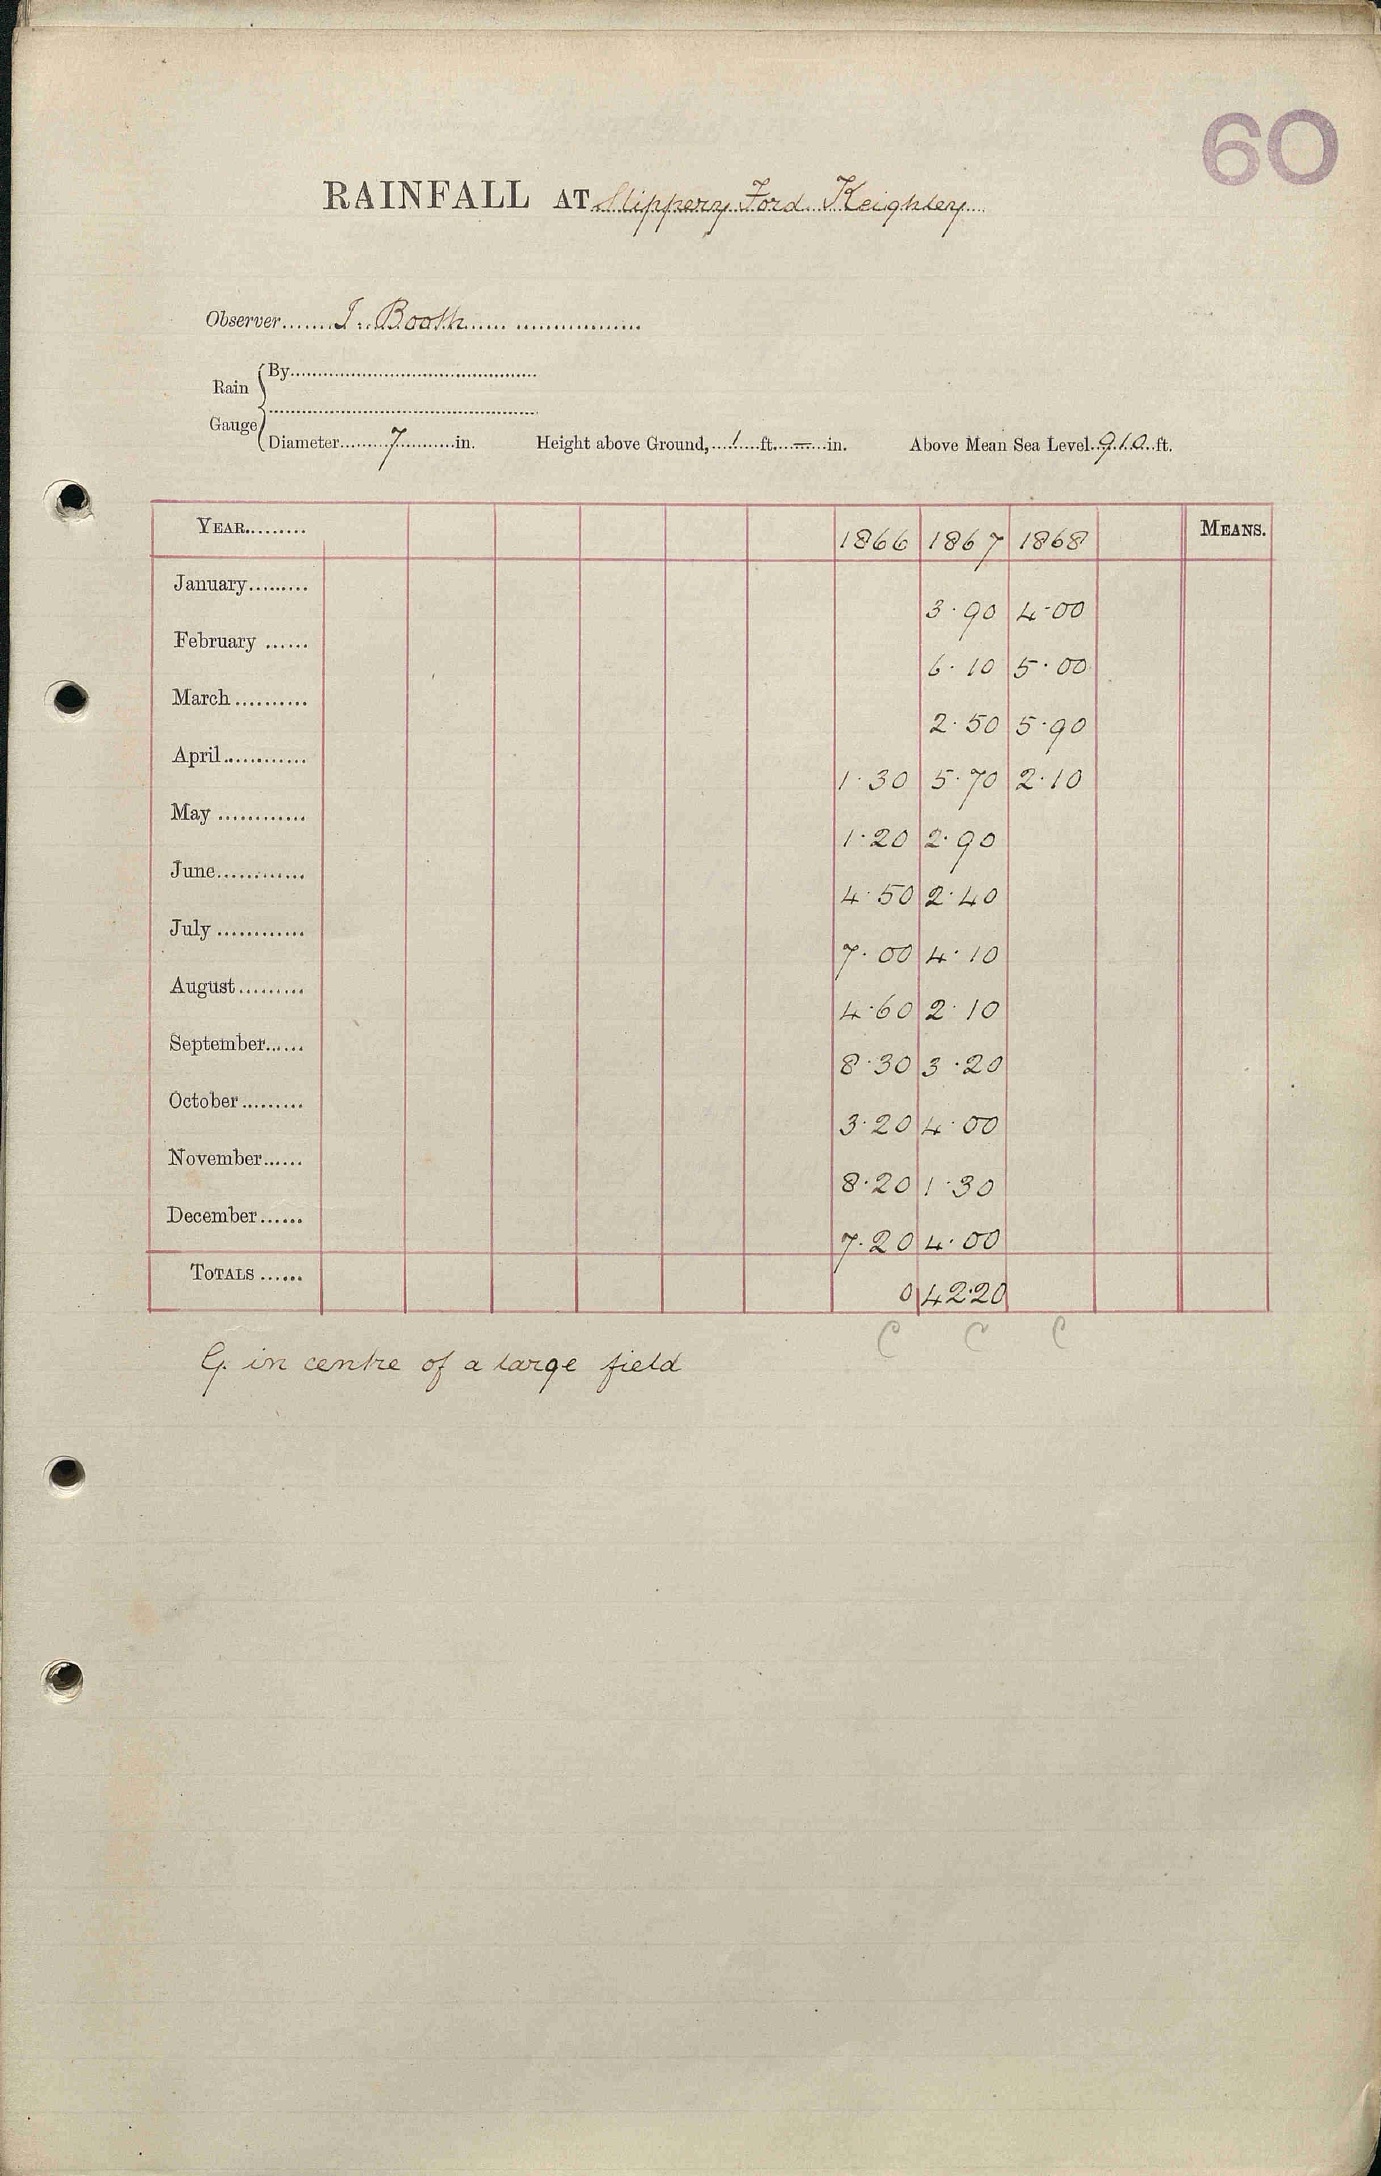 60
RAINFALL AT Slippery Ford Keighley
Observer.......I. Booth...... ..................
Rain Gauge
By..........................................
Diameter.........7..........in. Height above Ground,....1....ft....—...in. Above Mean Sea Level..910..ft.
YEAR......... 1866 1867 1868 MEANS.
January......... 3·90 4·00
February ...... 6·10 5·00
March.......... 2·50 5·90
April............ 1·30 5·70 2·10
May ............ 1·20 2·90
June............ 4·50 2·40
July ............ 7·00 4·10
August......... 4·60 2·10
September...... 8·30 3·20
October......... 3·20 4·00
November...... 8·20 1·30
December...... 7·20 4·00
TOTALS ...... 0 42·20
C C C
G. in centre of a large field